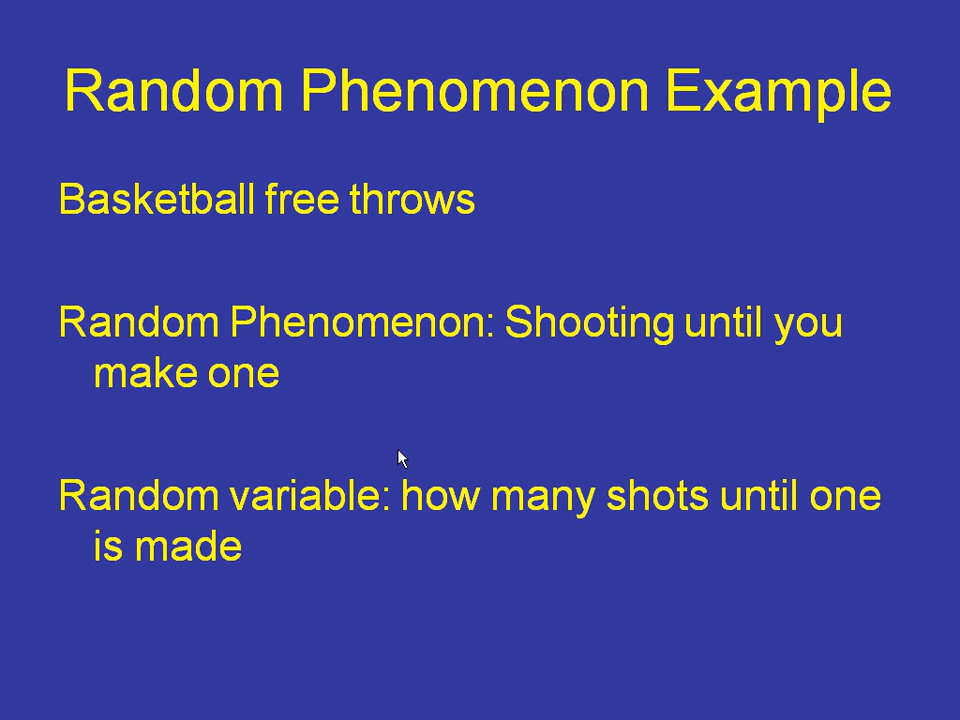 Random Phenomenon Example
Basketball free throws
Random Phenomenon: Shooting until you
make one
Random variable: how many shots until one
is made